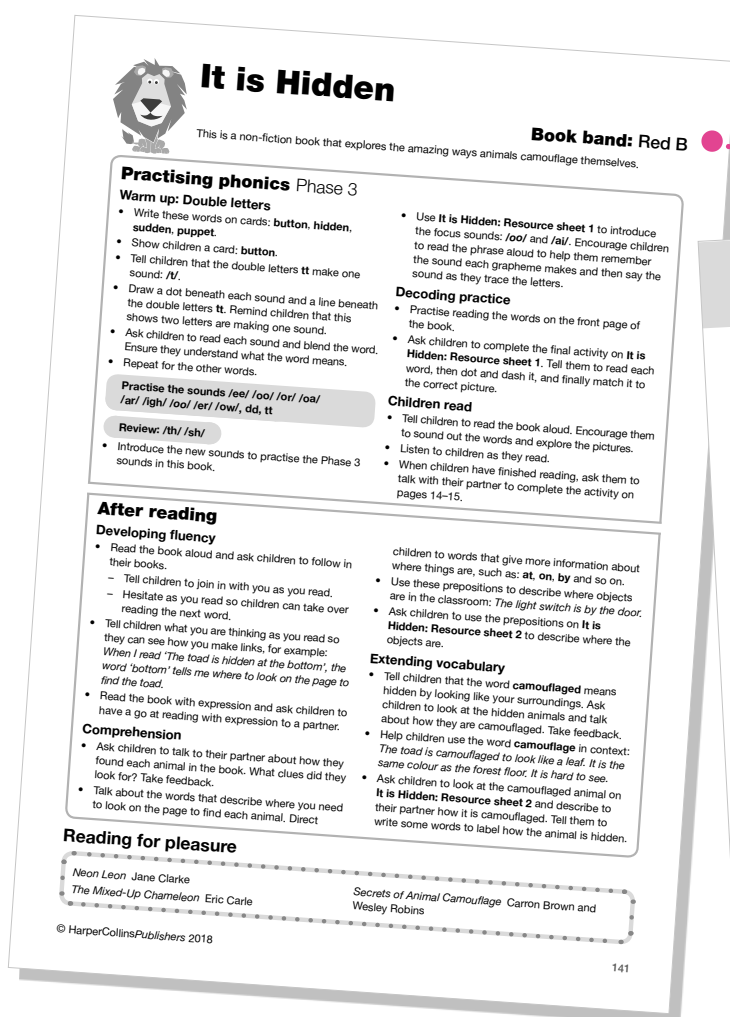 It is Hidden
Book band: Red B
This is a non-fiction book that explores the amazing ways animals camouflage themselves.
Practising phonics Phase 3
Warm up: Double letters
• Write these words on cards: button, hidden,
sudden, puppet.
• Show children a card: button.
• Tell children that the double letters tt make one
sound: /t/.
• Draw a dot beneath each sound and a line beneath
the double letters tt. Remind children that this
shows two letters are making one sound.
• Ask children to read each sound and blend the word.
Ensure they understand what the word means.
• Repeat for the other words.
Practise the sounds /ee/ /oo/ /or/ /oa/
/ar/ /igh/ /oo/ /er/ /ow/, dd, tt
Review: /th/ /sh/
• Introduce the new sounds to practise the Phase 3
sounds in this book.
• Use It is Hidden: Resource sheet 1 to introduce
the focus sounds: /oo/ and /ai/. Encourage children
to read the phrase aloud to help them remember
the sound each grapheme makes and then say the
sound as they trace the letters.
Decoding practice
• Practise reading the words on the front page of
the book.
• Ask children to complete the final activity on It is
Hidden: Resource sheet 1. Tell them to read each
word, then dot and dash it, and finally match it to
the correct picture.
Children read
• Tell children to read the book aloud. Encourage them
to sound out the words and explore the pictures.
• Listen to children as they read.
• When children have finished reading, ask them to
talk with their partner to complete the activity on
pages 14–15.
After reading
Developing fluency
• Read the book aloud and ask children to follow in
their books.
– Tell children to join in with you as you read.
– Hesitate as you read so children can take over
reading the next word.
• Tell children what you are thinking as you read so
they can see how you make links, for example:
When I read ‘The toad is hidden at the bottom’, the
word ‘bottom’ tells me where to look on the page to
find the toad.
• Read the book with expression and ask children to
have a go at reading with expression to a partner.
Comprehension
• Ask children to talk to their partner about how they
found each animal in the book. What clues did they
look for? Take feedback.
• Talk about the words that describe where you need
to look on the page to find each animal. Direct
children to words that give more information about
where things are, such as: at, on, by and so on.
• Use these prepositions to describe where objects
are in the classroom: The light switch is by the door.
• Ask children to use the prepositions on It is
Hidden: Resource sheet 2 to describe where the
objects are.
Extending vocabulary
• Tell children that the word camouflaged means
hidden by looking like your surroundings. Ask
children to look at the hidden animals and talk
about how they are camouflaged. Take feedback.
• Help children use the word camouflage in context:
The toad is camouflaged to look like a leaf. It is the
same colour as the forest floor. It is hard to see.
• Ask children to look at the camouflaged animal on
It is Hidden: Resource sheet 2 and describe to
their partner how it is camouflaged. Tell them to
write some words to label how the animal is hidden.
Reading for pleasure
Neon Leon Jane Clarke
The Mixed-Up Chameleon Eric Carle
Secrets of Animal Camouflage Carron Brown and
Wesley Robins
© HarperCollinsPublishers 2018
141